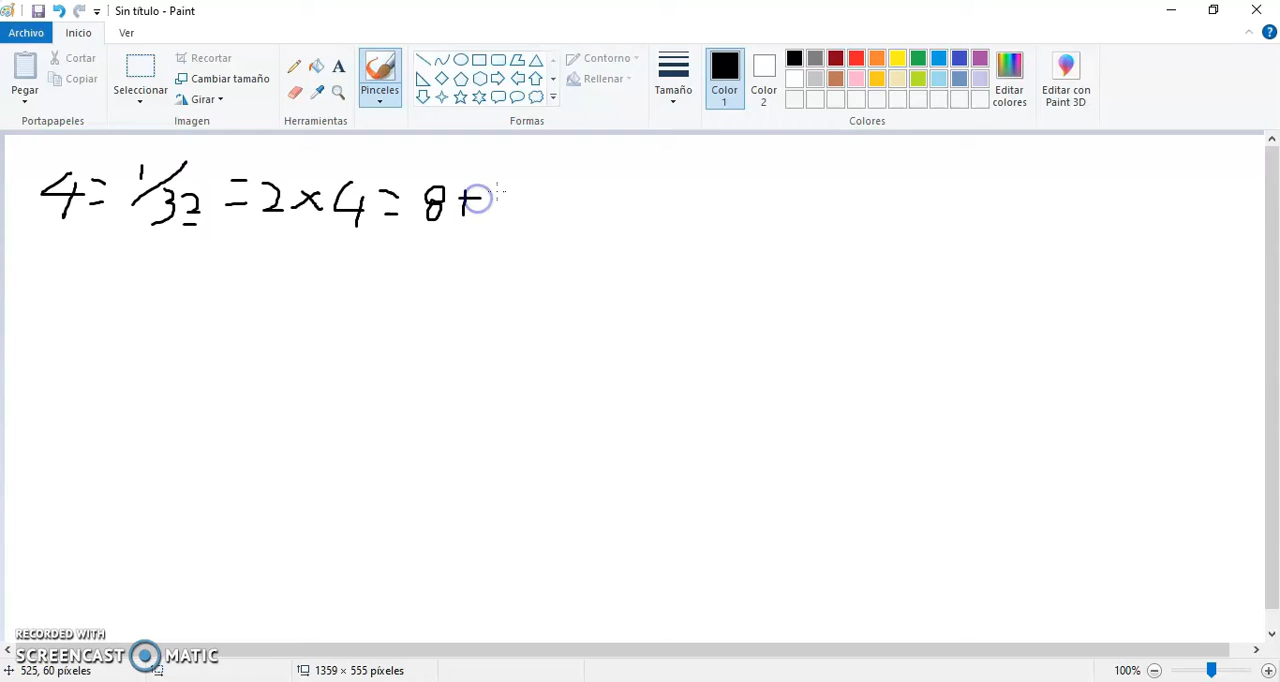 Sin título - Paint
Archivo Inicio Ver
Pegar Cortar Copiar Portapapeles
Seleccionar Recortar Cambiar tamaño Girar Imagen
A Herramientas
Pinceles
Contorno Rellenar Formas
Tamaño
Color 1 Color 2 Editar colores Editar con Paint 3D Colores
4 = 1/32 = 2 x 4 = 8 +
RECORDED WITH
SCREENCAST MATIC
525, 60 píxeles 1359 × 555 píxeles 100%